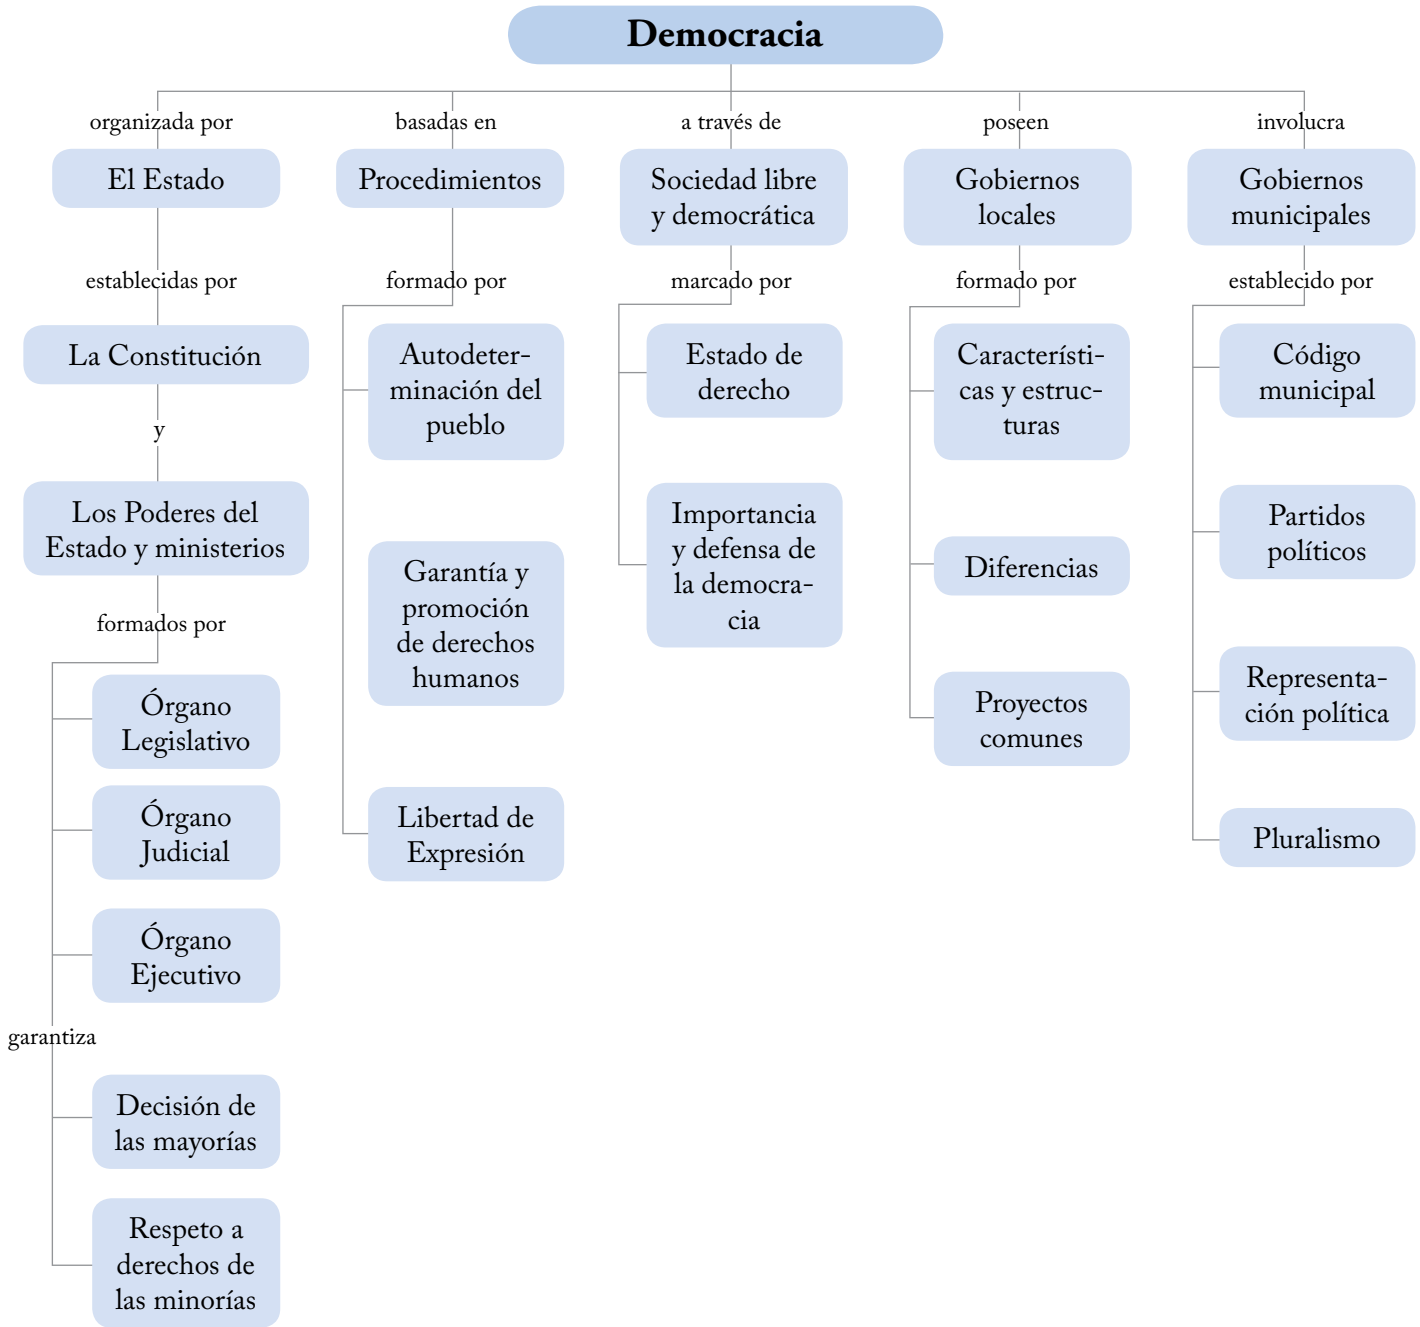 Democracia
organizada por
El Estado
establecidas por
La Constitución
y
Los Poderes del
Estado y ministerios
formados por
Órgano
Legislativo
Órgano
Judicial
Órgano
Ejecutivo
garantiza
Decisión de
las mayorías
Respeto a
derechos de
las minorías
basadas en
Procedimientos
formado por
Autodeter-
minación del
pueblo
Garantía y
promoción
de derechos
humanos
Libertad de
Expresión
a través de
Sociedad libre
y democrática
marcado por
Estado de
derecho
Importancia
y defensa de
la democra-
cia
poseen
Gobiernos
locales
formado por
Característi-
cas y estruc-
turas
Diferencias
Proyectos
comunes
involucra
Gobiernos
municipales
establecido por
Código
municipal
Partidos
políticos
Representa-
ción política
Pluralismo